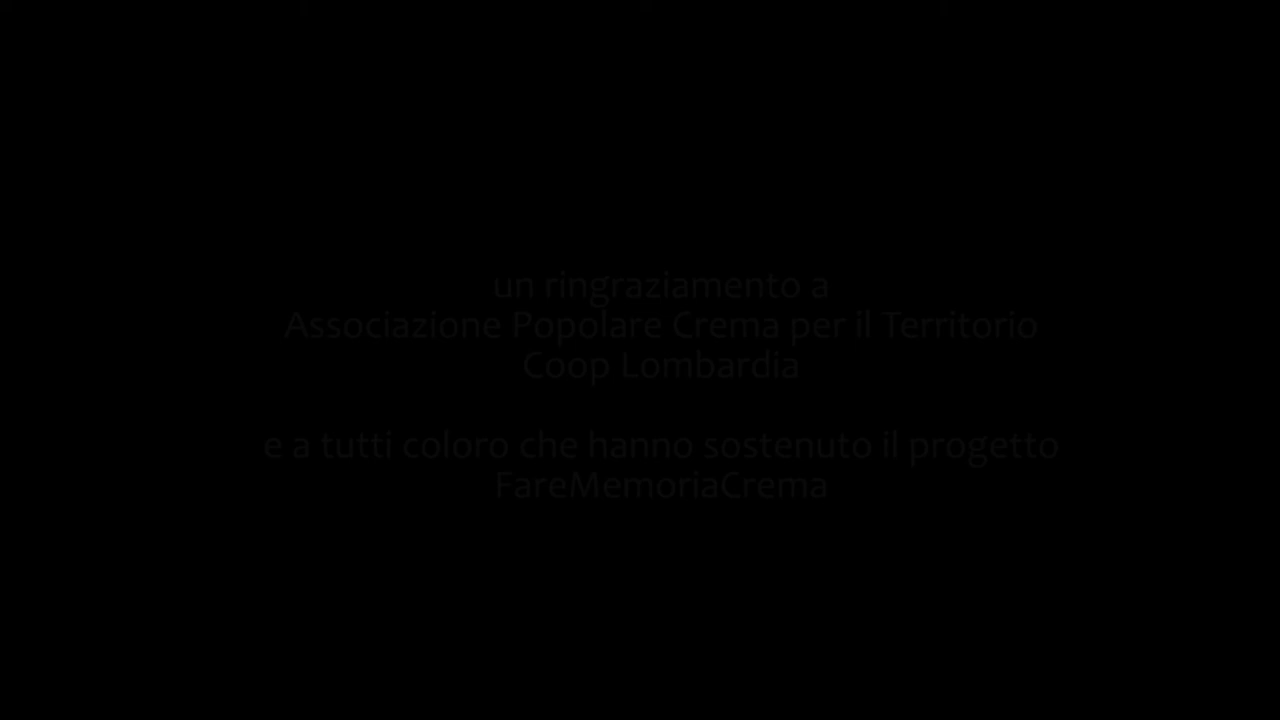 un ringraziamento a
Associazione Popolare Crema per il Territorio
Coop Lombardia
e a tutti coloro che hanno sostenuto il progetto
FareMemoriaCrema